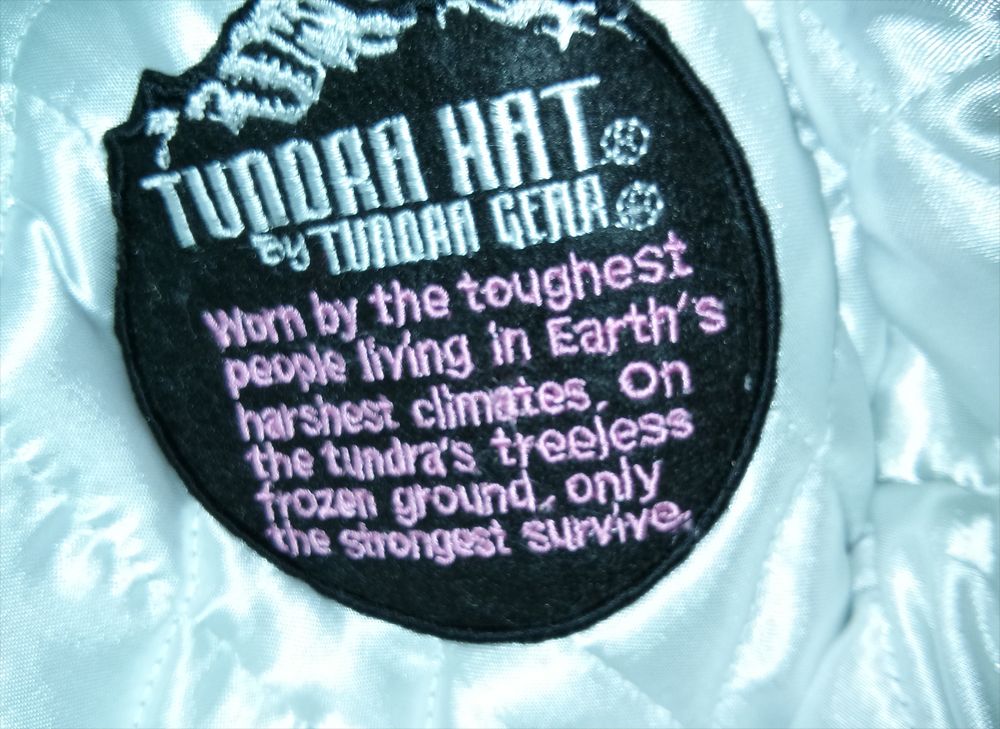 TUNDRA HAT®
By TUNDRA GEAR®
Worn by the toughest
people living in Earth's
harshest climates. On
the tundra's treeless
frozen ground, only
the strongest survive.